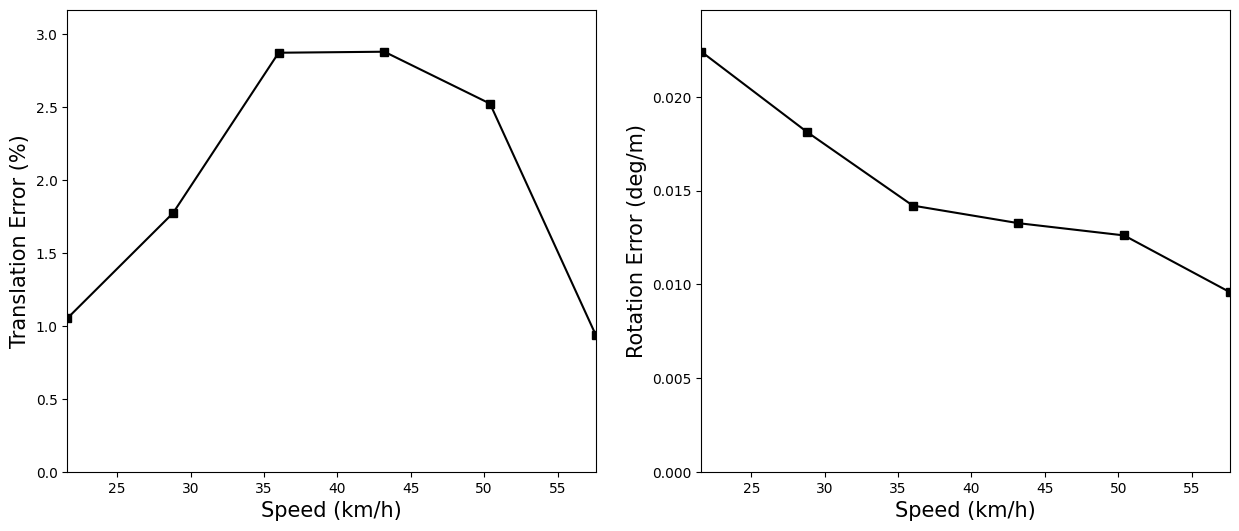 Translation Error (%)
3.0
2.5
2.0
1.5
1.0
0.5
0.0
25 30 35 40 45 50 55
Speed (km/h)
Rotation Error (deg/m)
0.020
0.015
0.010
0.005
0.000
25 30 35 40 45 50 55
Speed (km/h)